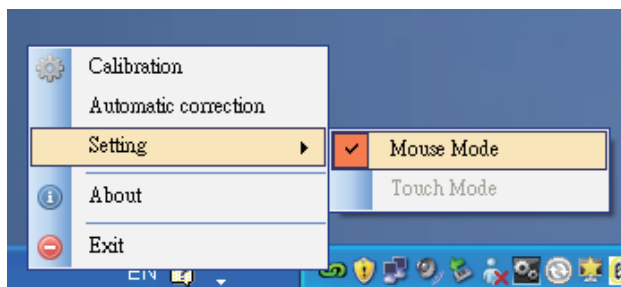 Calibration
Automatic correction
Setting
Mouse Mode
Touch Mode
About
Exit
EN